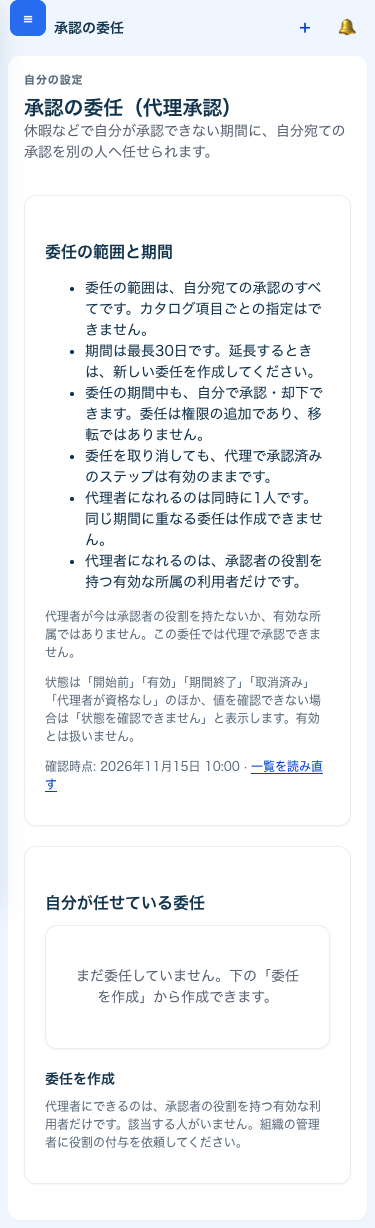 承認の委任
+
自分の設定
承認の委任（代理承認）
休暇などで自分が承認できない期間に、自分宛ての
承認を別の人へ任せられます。
委任の範囲と期間
• 委任の範囲は、自分宛ての承認のすべ
てです。カタログ項目ごとの指定はで
きません。
• 期間は最長30日です。延長するとき
は、新しい委任を作成してください。
• 委任の期間中も、自分で承認・却下で
きます。委任は権限の追加であり、移
転ではありません。
• 委任を取り消しても、代理で承認済み
のステップは有効のままです。
• 代理者になれるのは同時に1人です。
同じ期間に重なる委任は作成できませ
ん。
• 代理者になれるのは、承認者の役割を
持つ有効な所属の利用者だけです。
代理者が今は承認者の役割を持たないか、有効な所
属ではありません。この委任では代理で承認できま
せん。
状態は「開始前」「有効」「期間終了」「取消済み」
「代理者が資格なし」のほか、値を確認できない場
合は「状態を確認できません」と表示します。有効
とは扱いません。
確認時点: 2026年11月15日 10:00 · 一覧を読み直
す
自分が任せている委任
まだ委任していません。下の「委任
を作成」から作成できます。
委任を作成
代理者にできるのは、承認者の役割を持つ有効な利
用者だけです。該当する人がいません。組織の管理
者に役割の付与を依頼してください。